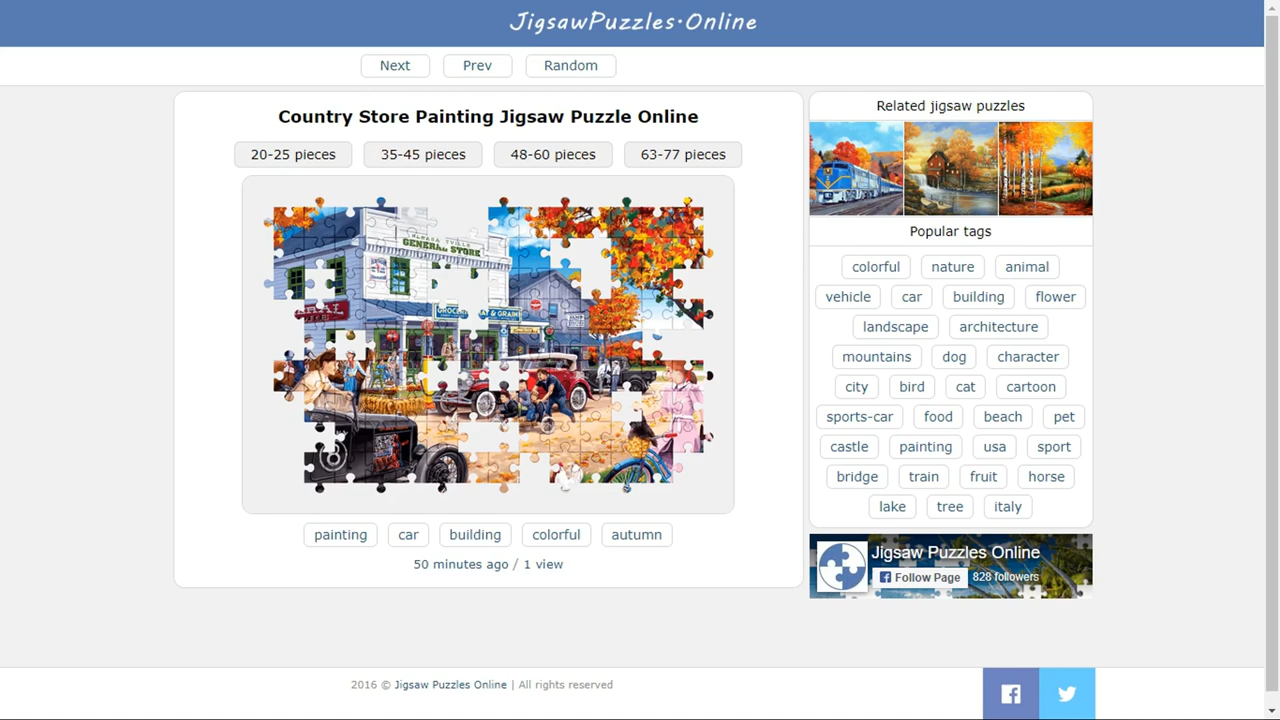 JigsawPuzzles·Online
Next Prev Random
Country Store Painting Jigsaw Puzzle Online
20-25 pieces 35-45 pieces 48-60 pieces 63-77 pieces
GENERAL STORE
painting car building colorful autumn
50 minutes ago / 1 view
Related jigsaw puzzles
Popular tags
colorful nature animal
vehicle car building flower
landscape architecture
mountains dog character
city bird cat cartoon
sports-car food beach pet
castle painting usa sport
bridge train fruit horse
lake tree italy
Jigsaw Puzzles Online
Follow Page 828 followers
2016 © Jigsaw Puzzles Online | All rights reserved